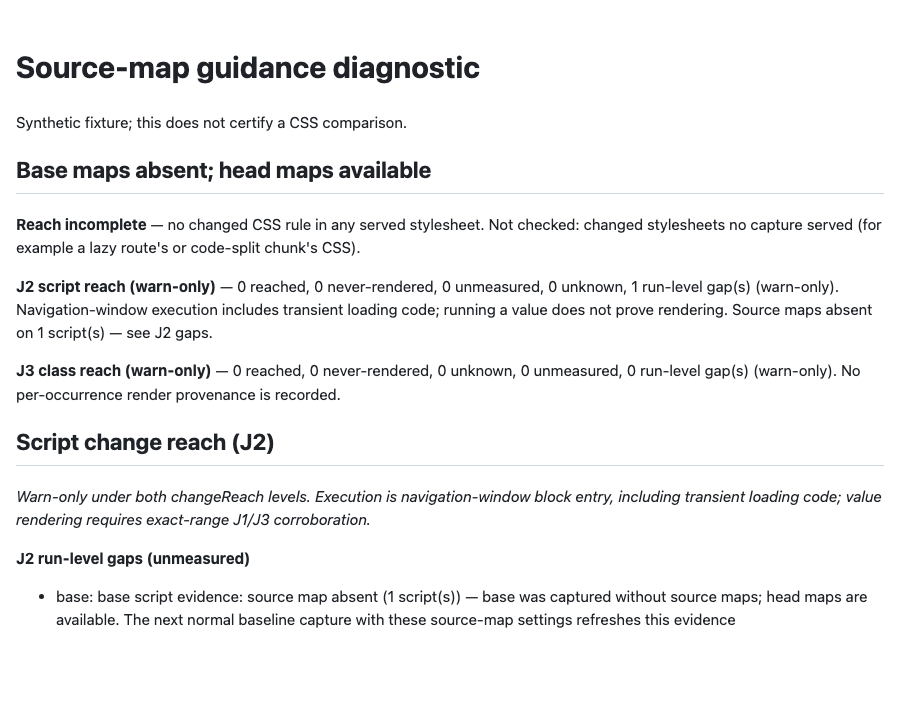 Source-map guidance diagnostic
Synthetic fixture; this does not certify a CSS comparison.
Base maps absent; head maps available
Reach incomplete — no changed CSS rule in any served stylesheet. Not checked: changed stylesheets no capture served (for
example a lazy route's or code-split chunk's CSS).
J2 script reach (warn-only) — 0 reached, 0 never-rendered, 0 unmeasured, 0 unknown, 1 run-level gap(s) (warn-only).
Navigation-window execution includes transient loading code; running a value does not prove rendering. Source maps absent
on 1 script(s) — see J2 gaps.
J3 class reach (warn-only) — 0 reached, 0 never-rendered, 0 unknown, 0 unmeasured, 0 run-level gap(s) (warn-only). No
per-occurrence render provenance is recorded.
Script change reach (J2)
Warn-only under both changeReach levels. Execution is navigation-window block entry, including transient loading code; value
rendering requires exact-range J1/J3 corroboration.
J2 run-level gaps (unmeasured)
• base: base script evidence: source map absent (1 script(s)) — base was captured without source maps; head maps are
available. The next normal baseline capture with these source-map settings refreshes this evidence